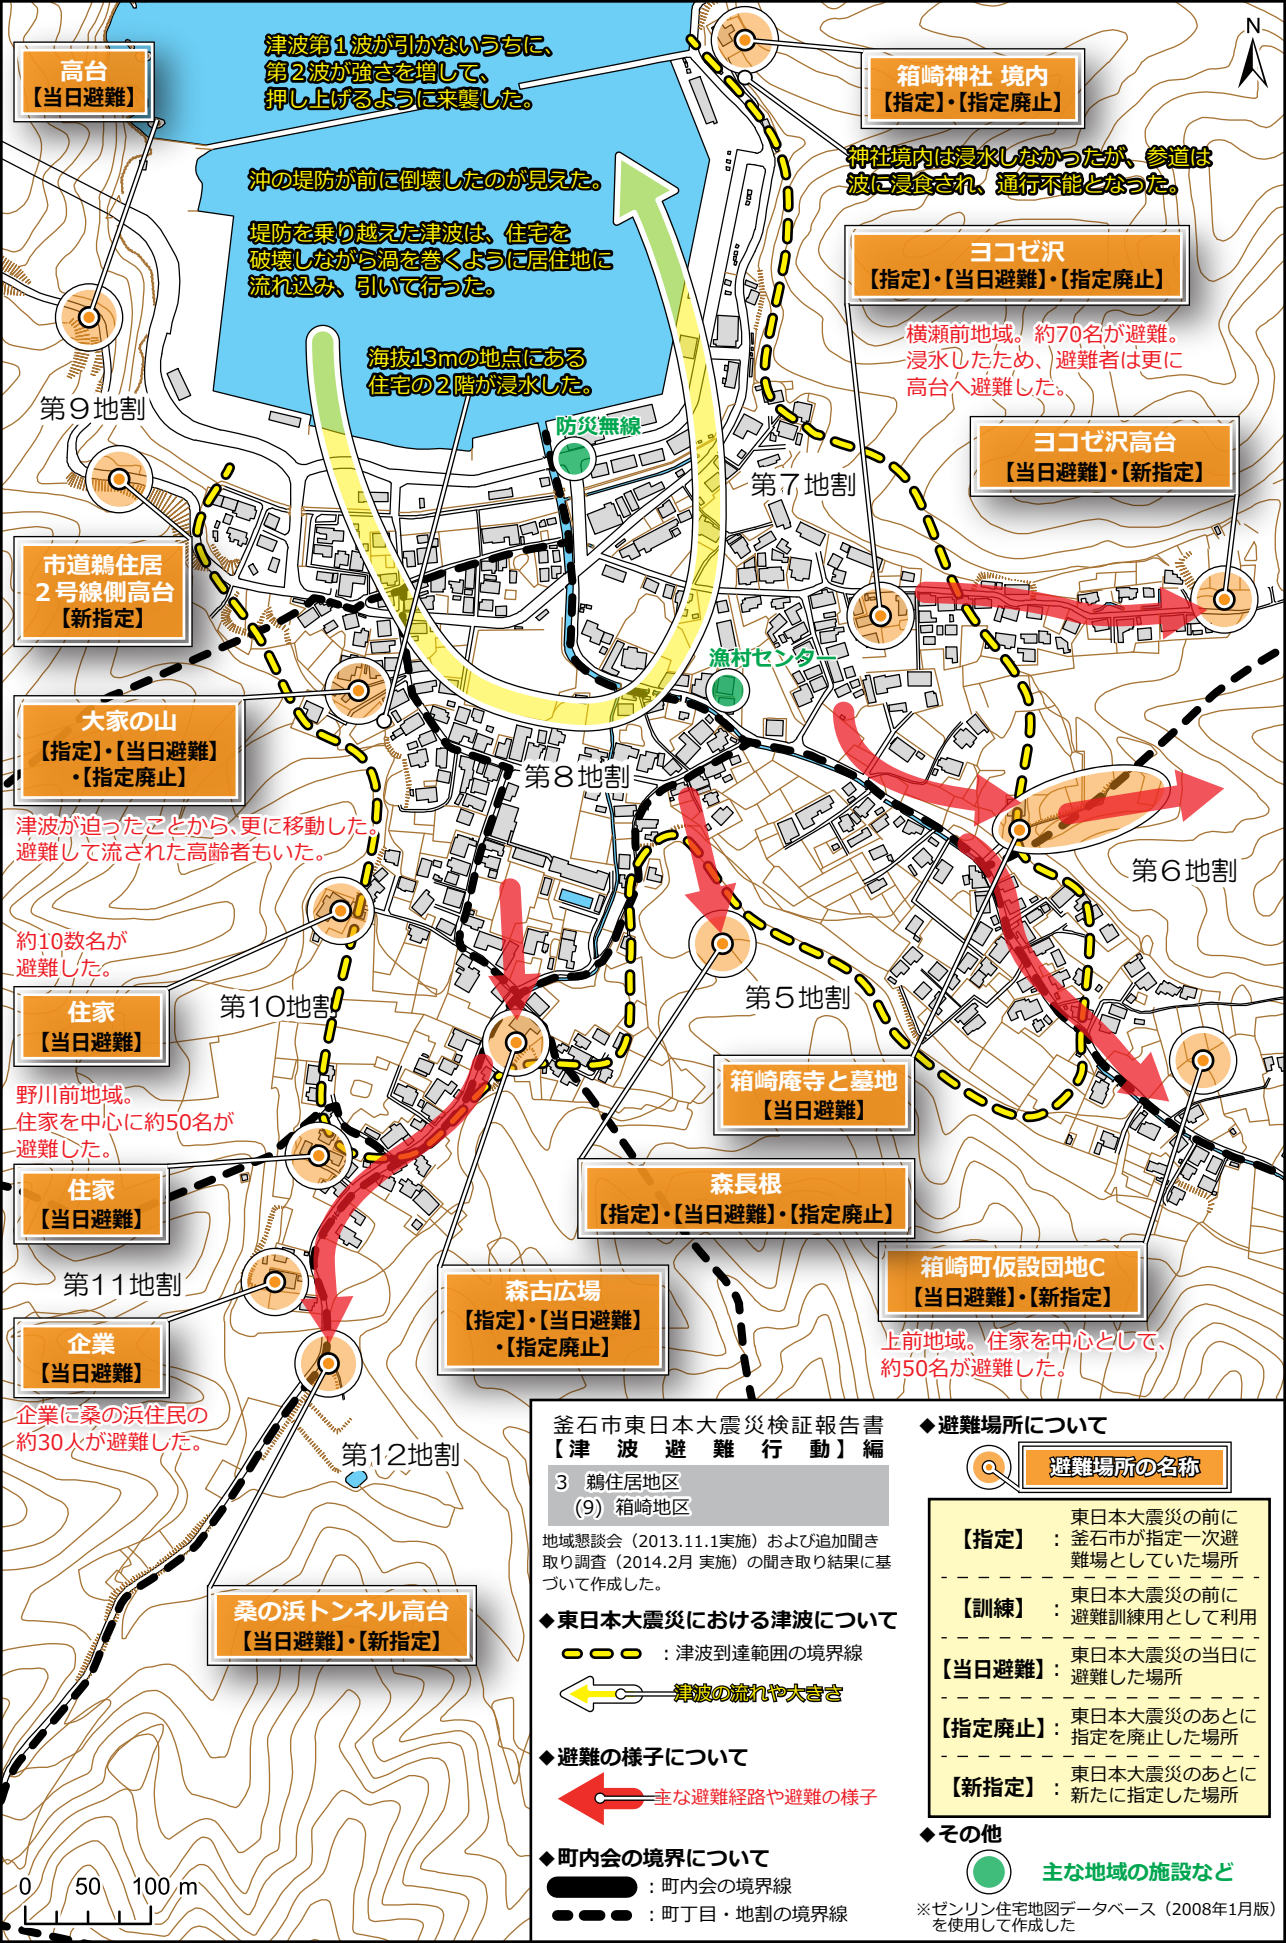 N
高台
【当日避難】
津波第１波が引かないうちに、
第２波が強さを増して、
押し上げるように来襲した。
箱崎神社 境内
【指定】・【指定廃止】
神社境内は浸水しなかったが、参道は
波に浸食され、通行不能となった。
沖の堤防が前に倒壊したのが見えた。
堤防を乗り越えた津波は、住宅を
破壊しながら渦を巻くように居住地に
流れ込み、引いて行った。
ヨコゼ沢
【指定】・【当日避難】・【指定廃止】
横瀬前地域。約70名が避難。
浸水したため、避難者は更に
高台へ避難した。
海抜13mの地点にある
住宅の２階が浸水した。
第９地割
防災無線
ヨコゼ沢高台
【当日避難】・【新指定】
第７地割
市道鵜住居
２号線側高台
【新指定】
漁村センター
大家の山
【指定】・【当日避難】
・【指定廃止】
第８地割
津波が迫ったことから、更に移動した。
避難して流された高齢者もいた。
第６地割
約10数名が
避難した。
住家
【当日避難】
第10地割
第５地割
箱崎庵寺と墓地
【当日避難】
野川前地域。
住家を中心に約50名が
避難した。
住家
【当日避難】
森長根
【指定】・【当日避難】・【指定廃止】
箱崎町仮設団地C
【当日避難】・【新指定】
上前地域。住家を中心として、
約50名が避難した。
第11地割
森古広場
【指定】・【当日避難】
・【指定廃止】
企業
【当日避難】
企業に桑の浜住民の
約30人が避難した。
第12地割
桑の浜トンネル高台
【当日避難】・【新指定】
0 50 100 m
釜石市東日本大震災検証報告書
【津波避難行動】編
3 鵜住居地区
(9) 箱崎地区
地域懇談会（2013.11.1実施）および追加聞き
取り調査（2014.2月 実施）の聞き取り結果に基
づいて作成した。
◆東日本大震災における津波について
：津波到達範囲の境界線
津波の流れや大きさ
◆避難の様子について
主な避難経路や避難の様子
◆町内会の境界について
：町内会の境界線
：町丁目・地割の境界線
◆避難場所について
避難場所の名称
【指定】：東日本大震災の前に
釜石市が指定一次避
難場としていた場所
【訓練】：東日本大震災の前に
避難訓練用として利用
【当日避難】：東日本大震災の当日に
避難した場所
【指定廃止】：東日本大震災のあとに
指定を廃止した場所
【新指定】：東日本大震災のあとに
新たに指定した場所
◆その他
主な地域の施設など
※ゼンリン住宅地図データベース（2008年1月版）
を使用して作成した